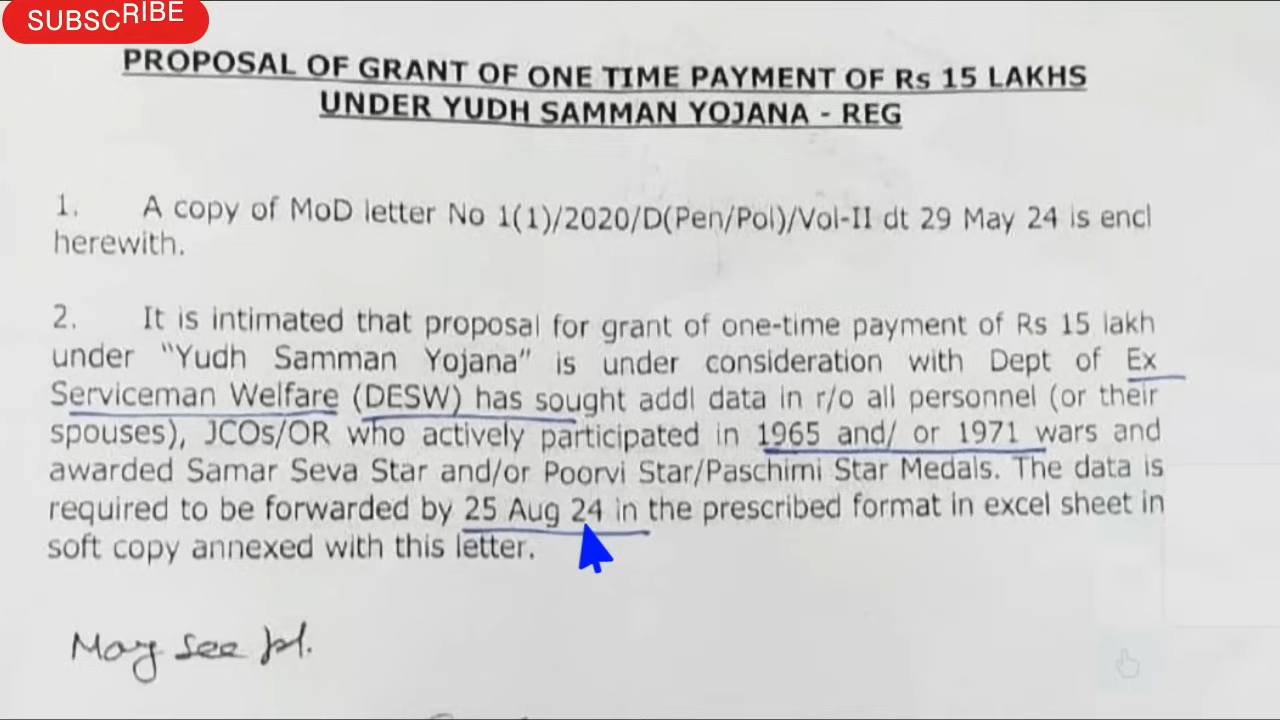 SUBSCRIBE
PROPOSAL OF GRANT OF ONE TIME PAYMENT OF Rs 15 LAKHS
UNDER YUDH SAMMAN YOJANA - REG
1. A copy of MoD letter No 1(1)/2020/D(Pen/Pol)/Vol-II dt 29 May 24 is encl
herewith.
2. It is intimated that proposal for grant of one-time payment of Rs 15 lakh
under "Yudh Samman Yojana" is under consideration with Dept of Ex
Serviceman Welfare (DESW) has sought addl data in r/o all personnel (or their
spouses), JCOs/OR who actively participated in 1965 and/ or 1971 wars and
awarded Samar Seva Star and/or Poorvi Star/Paschimi Star Medals. The data is
required to be forwarded by 25 Aug 24 in the prescribed format in excel sheet in
soft copy annexed with this letter.
May see pl.